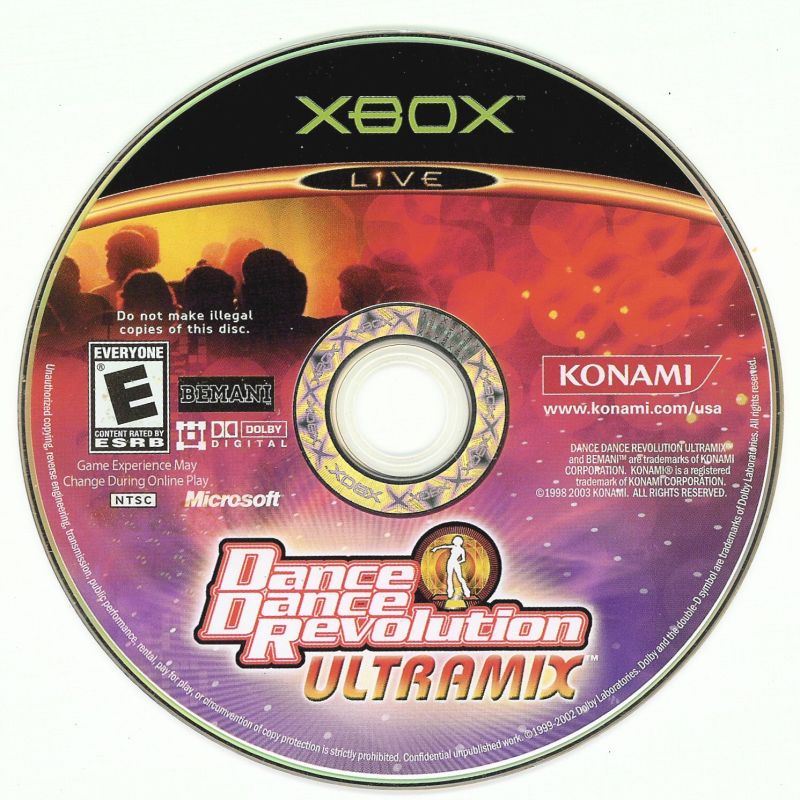 XBOX™
LIVE
Do not make illegal
copies of this disc.
EVERYONE
E®
CONTENT RATED BY
ESRB
BEMANI™
DOLBY
DIGITAL
Game Experience May
Change During Online Play
NTSC
Microsoft
KONAMI
www.konami.com/usa
DANCE DANCE REVOLUTION ULTRAMIX™
and BEMANI™ are trademarks of KONAMI
CORPORATION. KONAMI® is a registered
trademark of KONAMI CORPORATION.
©1998 2003 KONAMI. ALL RIGHTS RESERVED.
XBOX
Dance
Dance
Revolution
ULTRAMIX™
Unauthorized copying, reverse engineering, transmission, public performance, rental, pay for play, or circumvention of copy protection is strictly prohibited. Confidential unpublished work. ©1999-2002 Dolby Laboratories. Dolby and the double-D symbol are trademarks of Dolby Laboratories. All rights reserved.